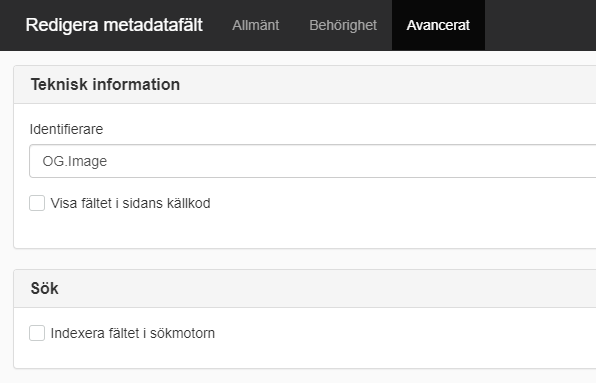 Redigera metadatafält Allmänt Behörighet Avancerat
Teknisk information
Identifierare
OG.Image
Visa fältet i sidans källkod
Sök
Indexera fältet i sökmotorn